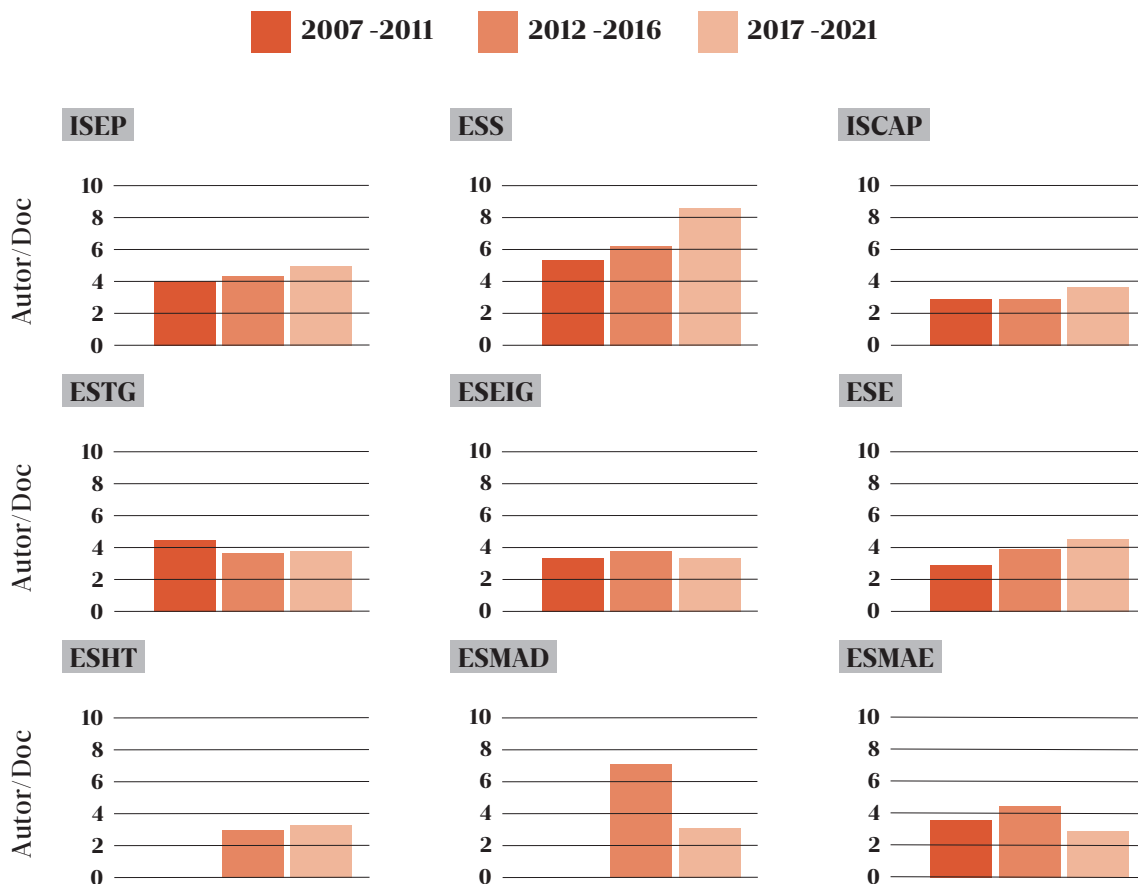 2007 -2011 2012 -2016 2017 -2021
ISEP ESS ISCAP
Autor/Doc
10 10 10
8 8 8
6 6 6
4 4 4
2 2 2
0 0 0
ESTG ESEIG ESE
Autor/Doc
10 10 10
8 8 8
6 6 6
4 4 4
2 2 2
0 0 0
ESHT ESMAD ESMAE
Autor/Doc
10 10 10
8 8 8
6 6 6
4 4 4
2 2 2
0 0 0